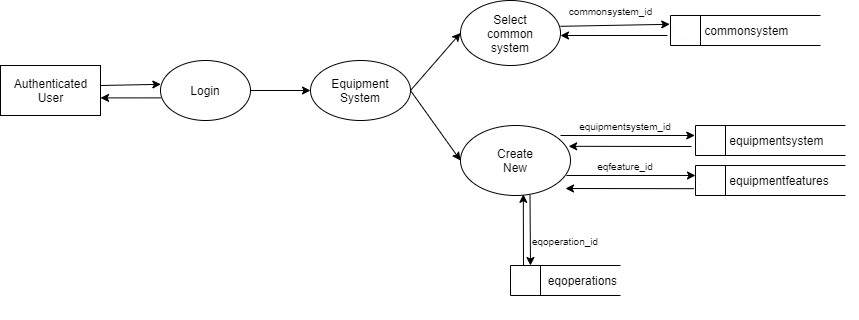 Select
common
system
commonsystem_id
commonsystem
Authenticated
User
Login
Equipment
System
Create
New
equipmentsystem_id
equipmentsystem
eqfeature_id
equipmentfeatures
eqoperation_id
eqoperations